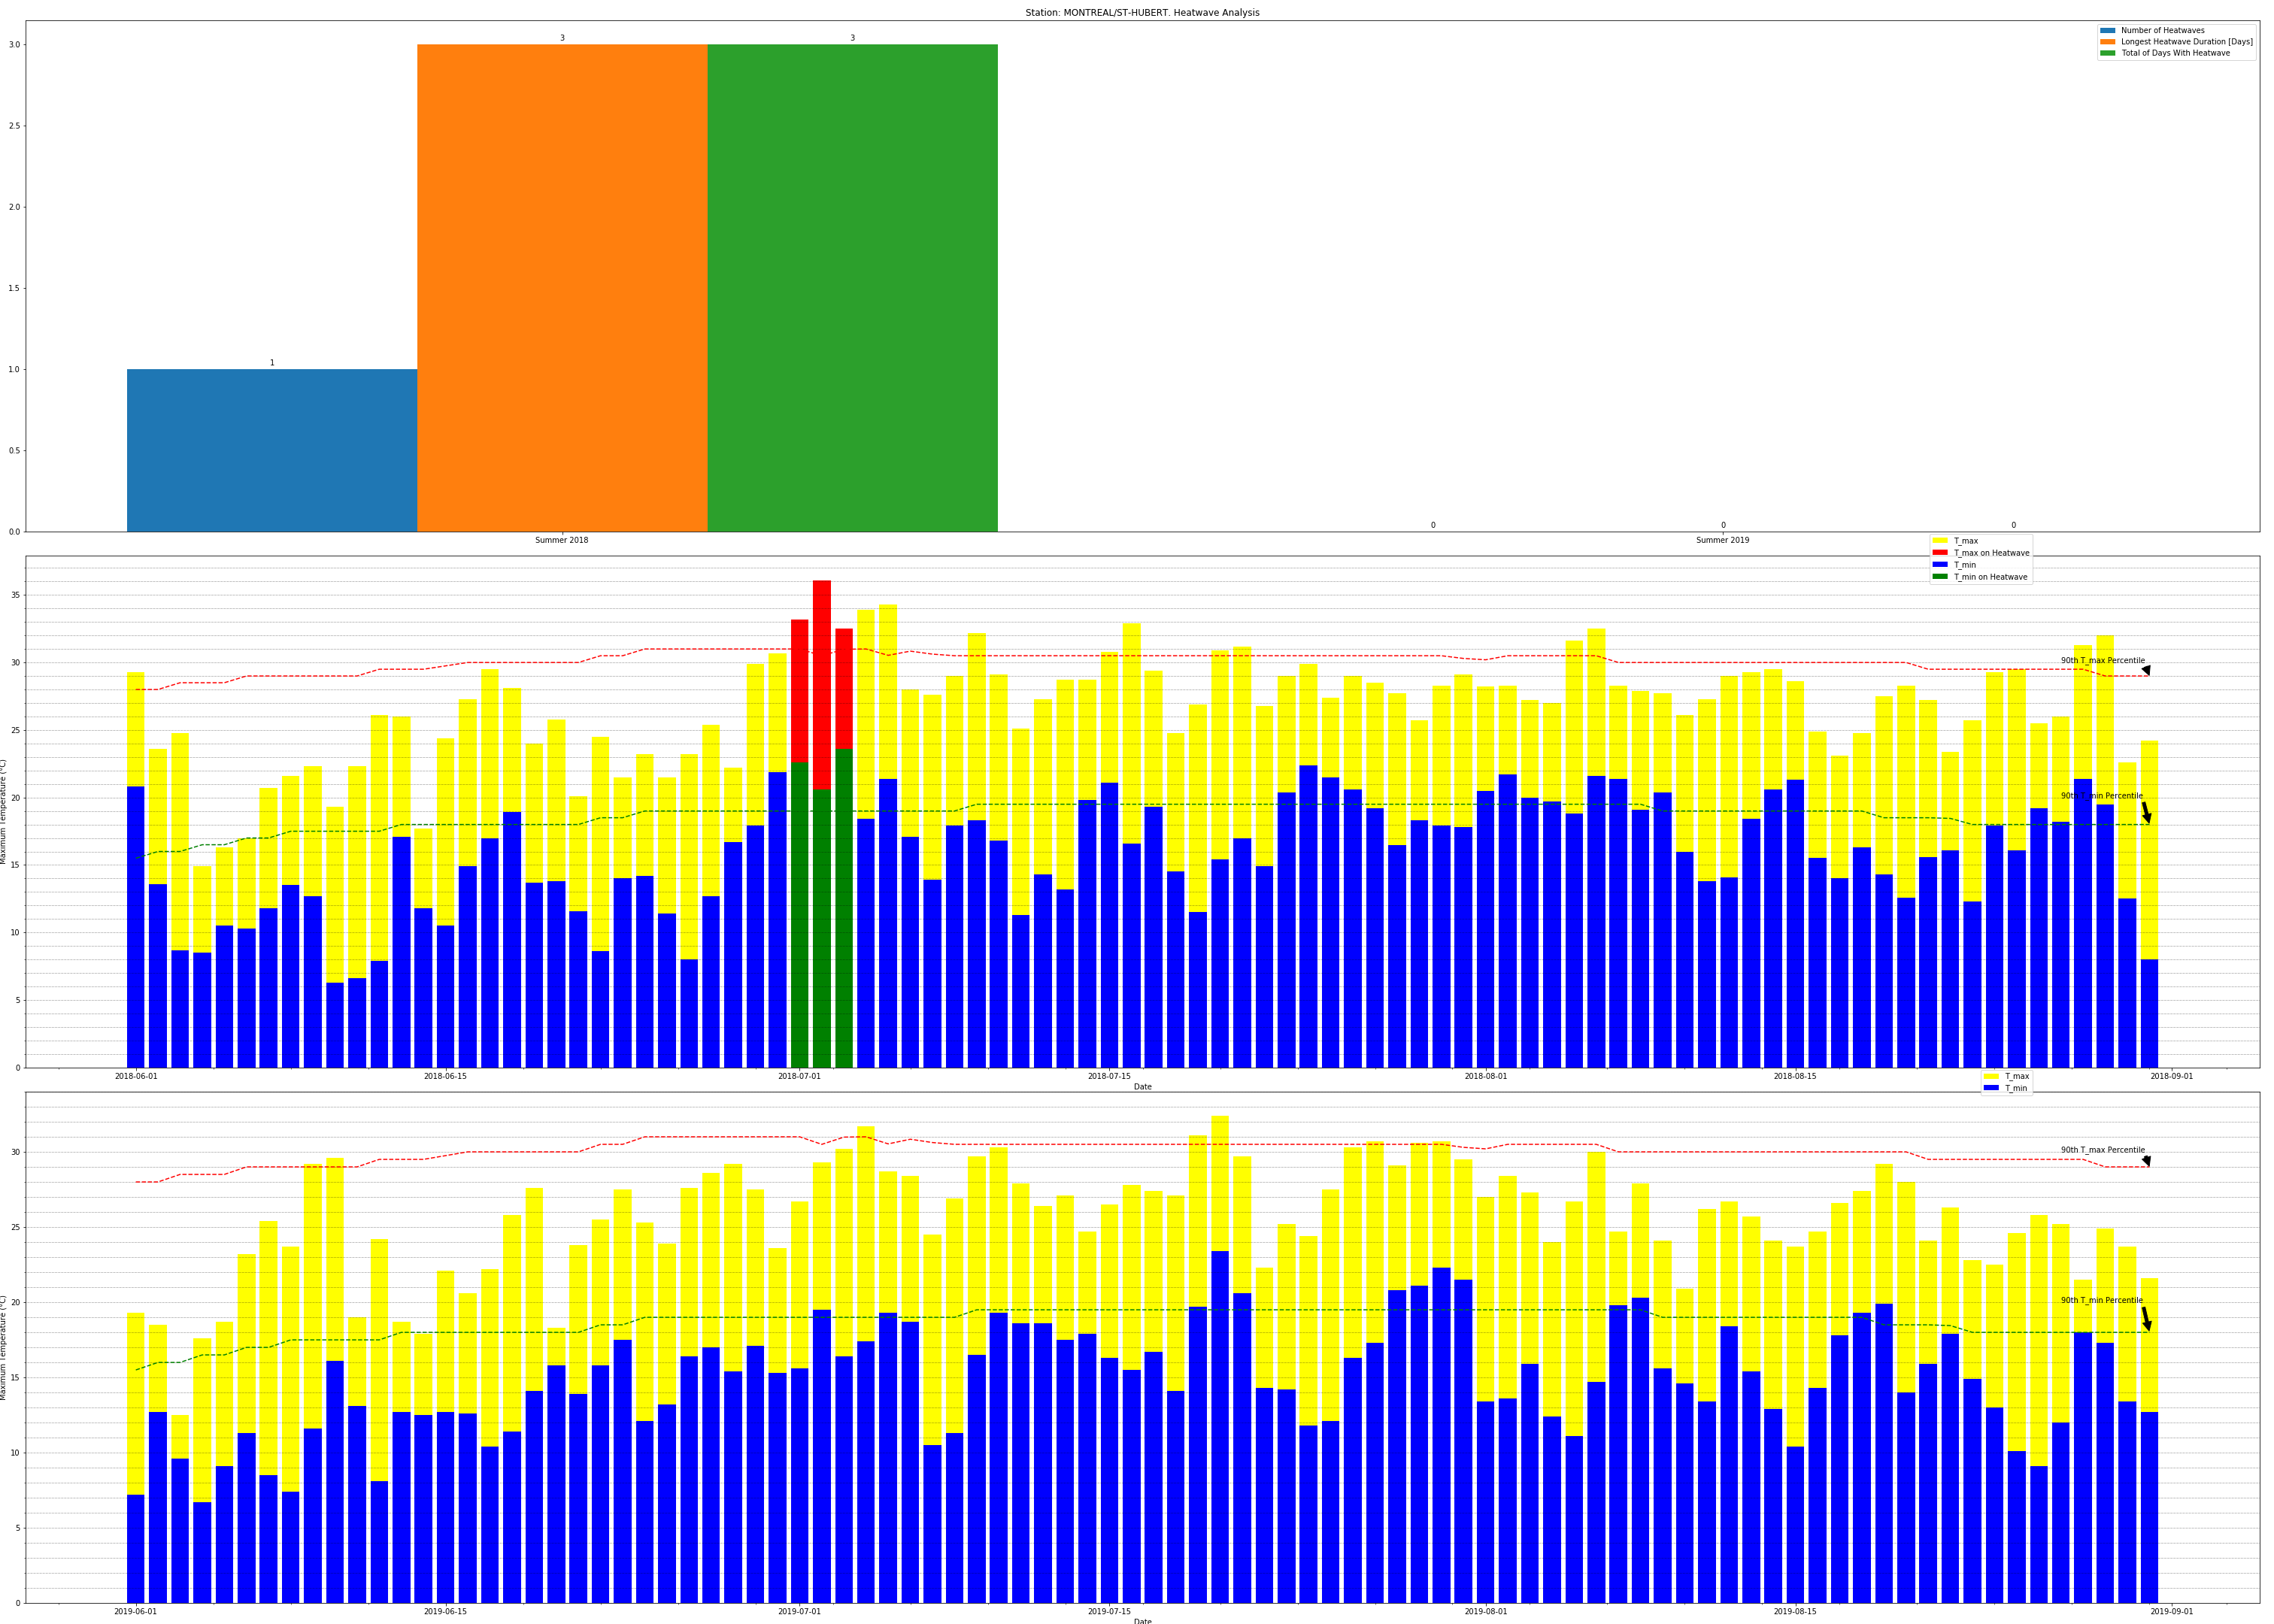 Station: MONTREAL/ST-HUBERT. Heatwave Analysis
Number of Heatwaves
Longest Heatwave Duration [Days]
Total of Days With Heatwave
3.0
2.5
2.0
1.5
1.0
0.5
0.0
1
3
3
0
0
0
Summer 2018
Summer 2019
T_max
T_max on Heatwave
T_min
T_min on Heatwave
Maximum Temperature (°C)
35
30
25
20
15
10
5
0
90th T_max Percentile
90th T_min Percentile
2018-06-01
2018-06-15
2018-07-01
2018-07-15
2018-08-01
2018-08-15
2018-09-01
Date
T_max
T_min
Maximum Temperature (°C)
30
25
20
15
10
5
0
90th T_max Percentile
90th T_min Percentile
2019-06-01
2019-06-15
2019-07-01
2019-07-15
2019-08-01
2019-08-15
2019-09-01
Date